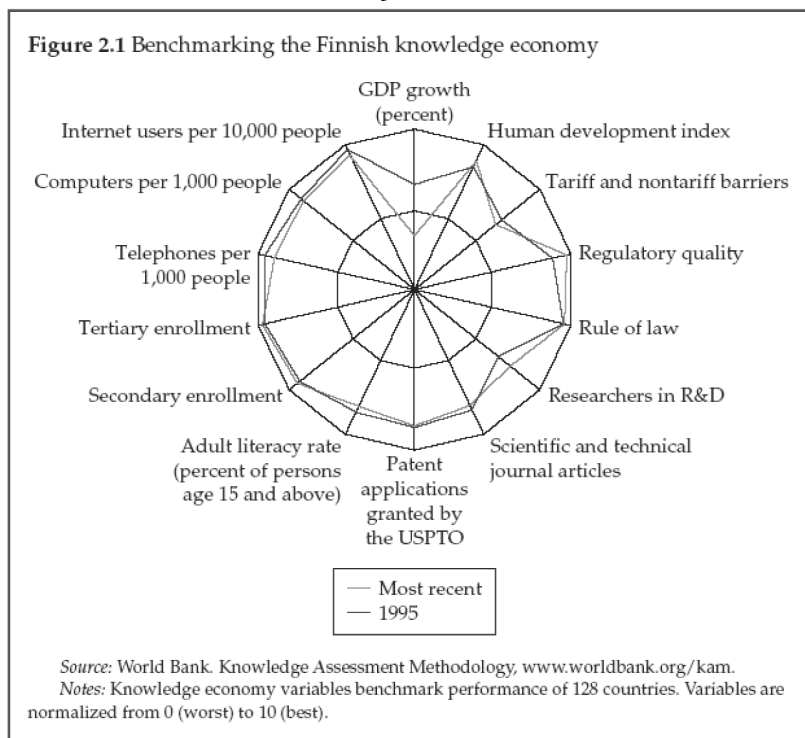 Figure 2.1 Benchmarking the Finnish knowledge economy
GDP growth
(percent)
Internet users per 10,000 people
Human development index
Computers per 1,000 people
Tariff and nontariff barriers
Telephones per
1,000 people
Regulatory quality
Tertiary enrollment
Rule of law
Secondary enrollment
Researchers in R&D
Adult literacy rate
(percent of persons
age 15 and above)
Patent
applications
granted by
the USPTO
Scientific and technical
journal articles
Most recent
1995
Source: World Bank. Knowledge Assessment Methodology, www.worldbank.org/kam.
Notes: Knowledge economy variables benchmark performance of 128 countries. Variables are
normalized from 0 (worst) to 10 (best).